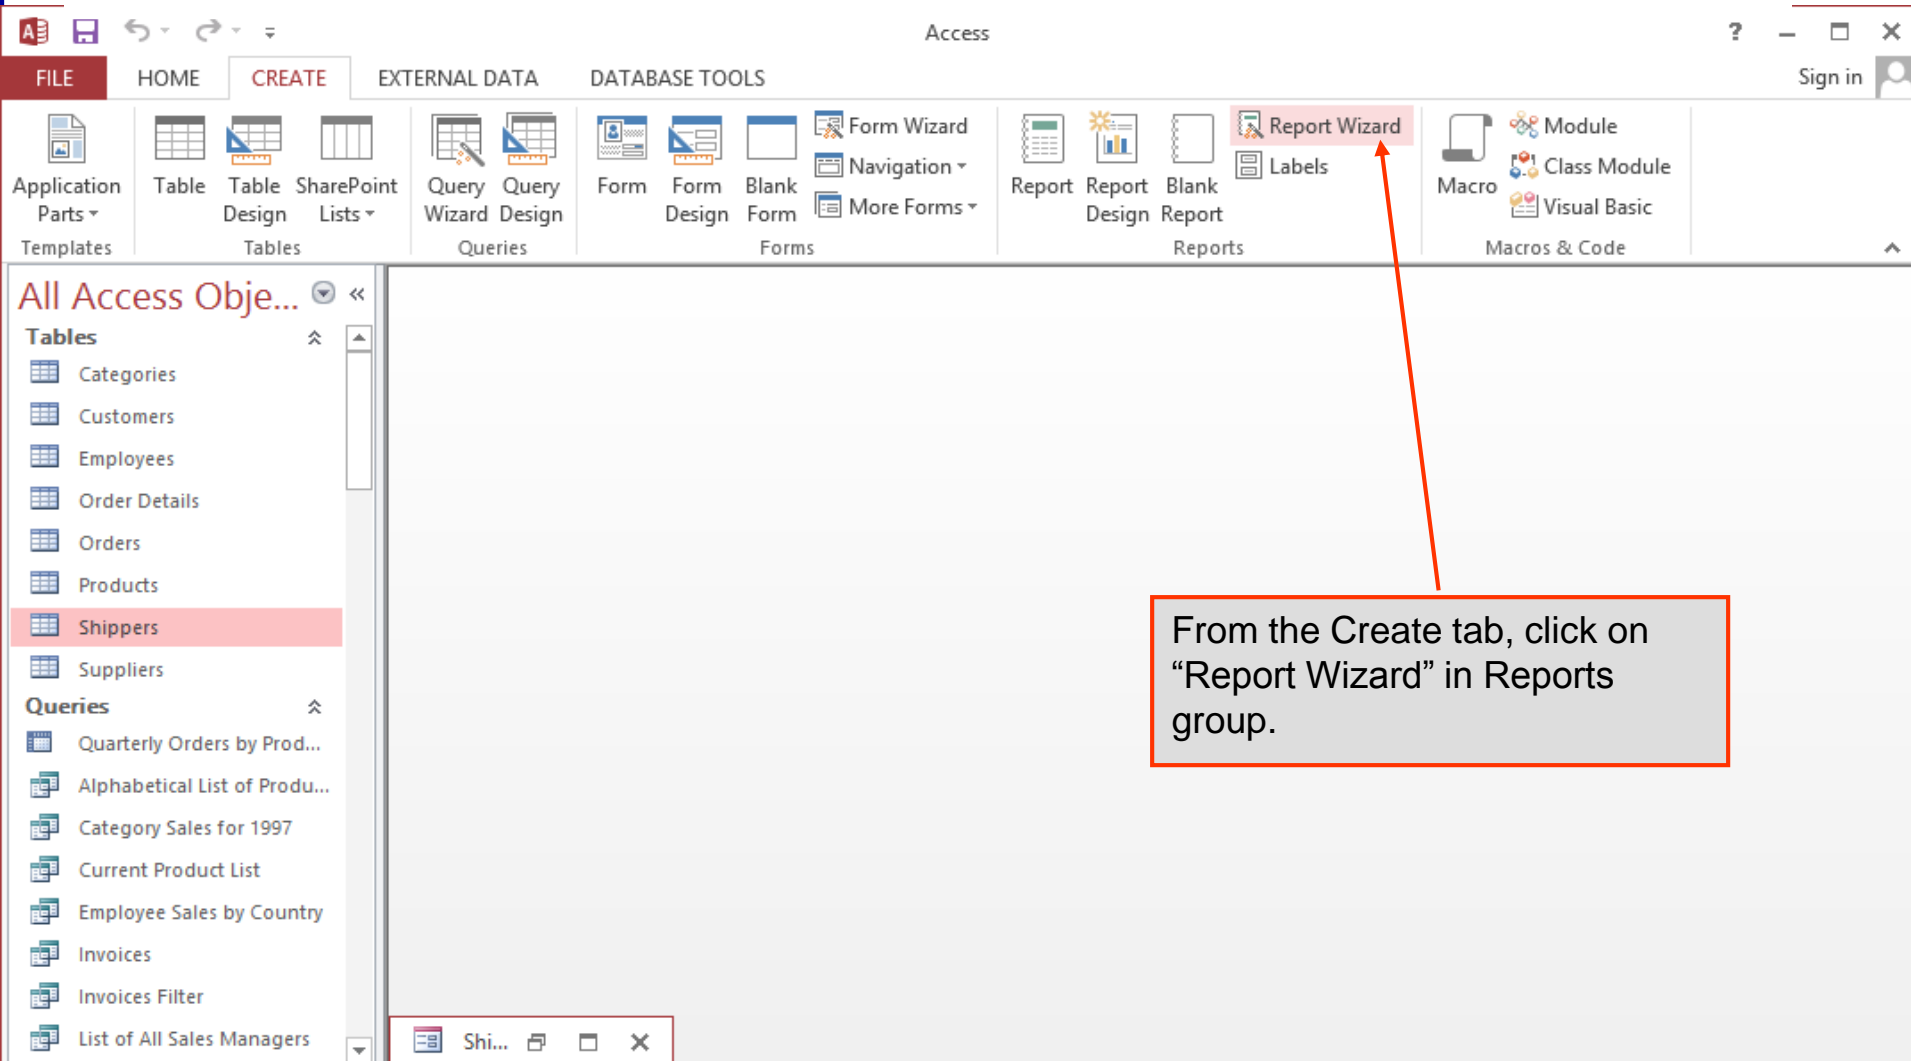 Access
?
Sign in
FILE HOME CREATE EXTERNAL DATA DATABASE TOOLS
Application Parts
Templates
Table
Table Design
SharePoint Lists
Tables
Query Wizard
Query Design
Queries
Form
Form Design
Blank Form
Form Wizard
Navigation
More Forms
Forms
Report
Report Design
Blank Report
Report Wizard
Labels
Reports
Macro
Module
Class Module
Visual Basic
Macros & Code
All Access Obje...
Tables
Categories
Customers
Employees
Order Details
Orders
Products
Shippers
Suppliers
Queries
Quarterly Orders by Prod...
Alphabetical List of Produ...
Category Sales for 1997
Current Product List
Employee Sales by Country
Invoices
Invoices Filter
List of All Sales Managers
Shi...
From the Create tab, click on
“Report Wizard” in Reports
group.